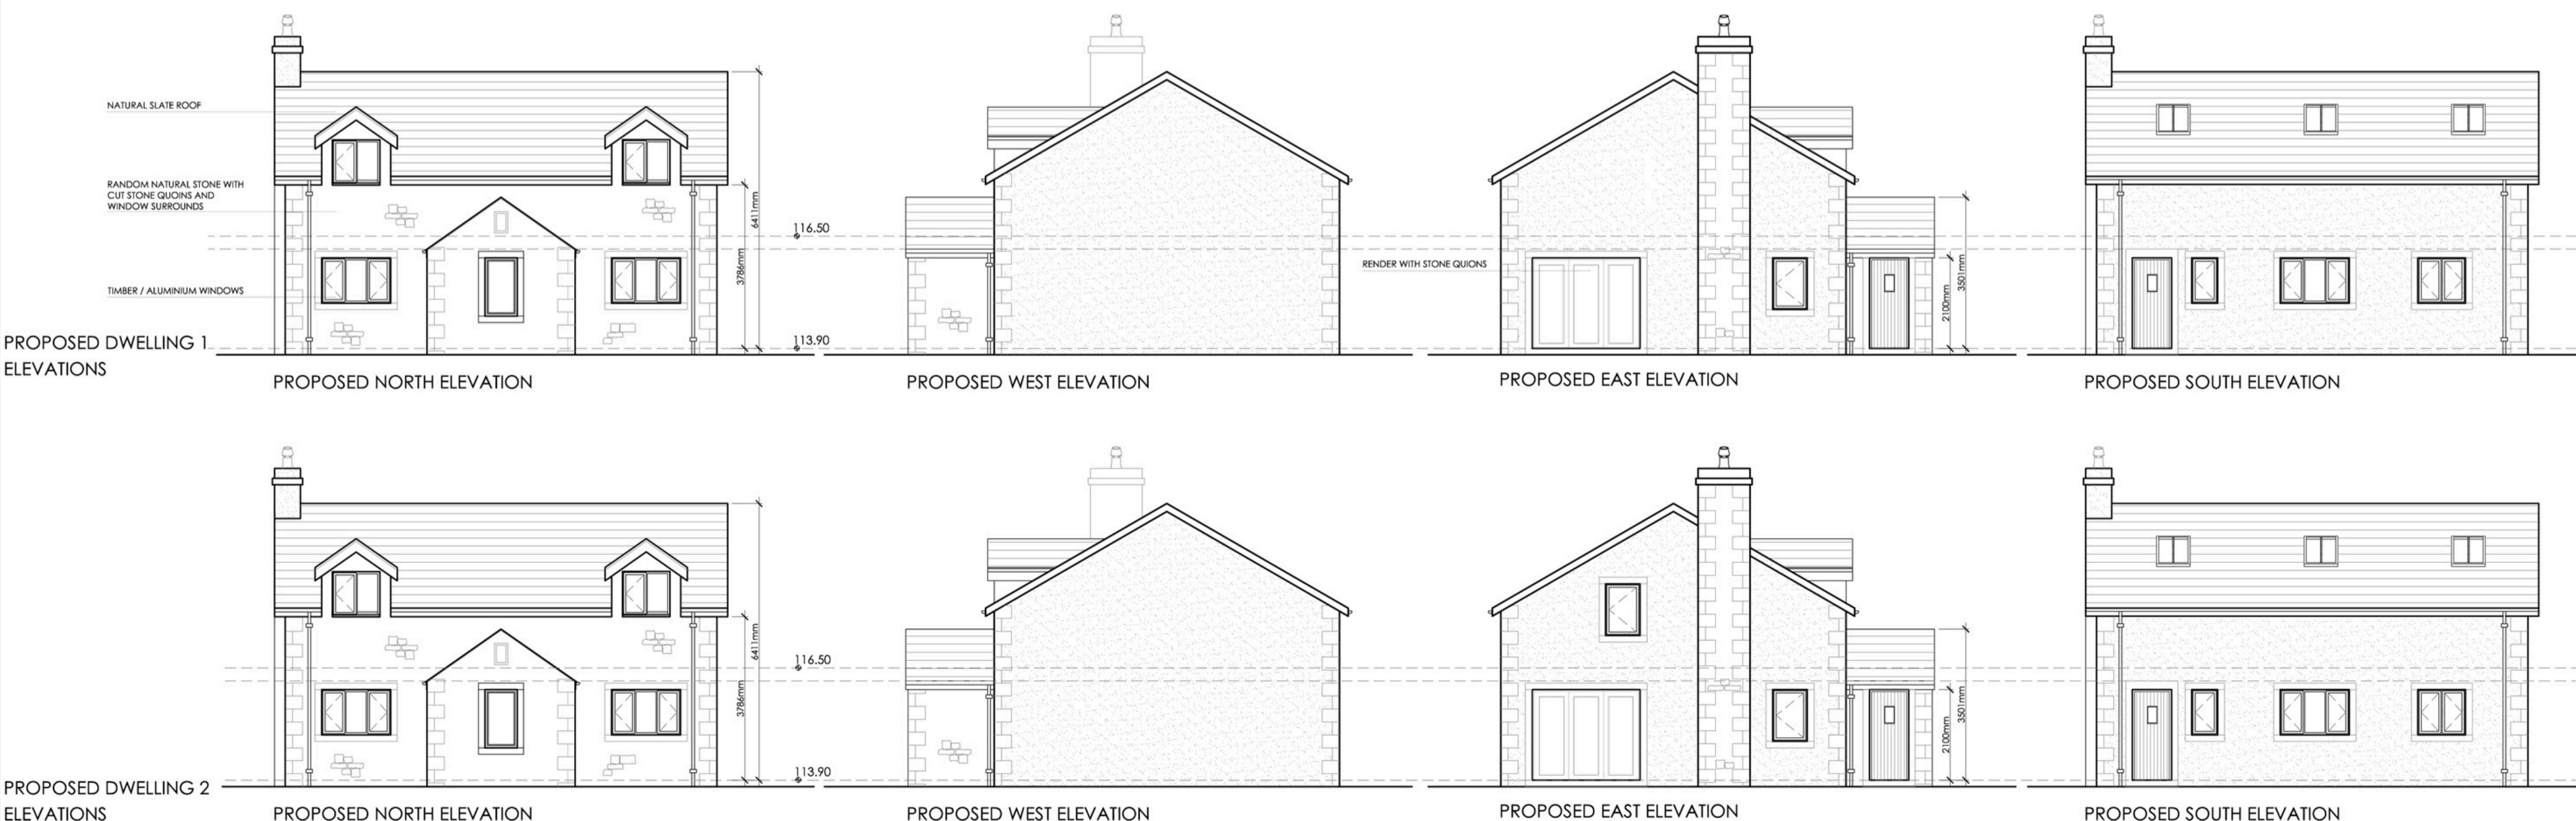 NATURAL SLATE ROOF
RANDOM NATURAL STONE WITH
CUT STONE QUOINS AND
WINDOW SURROUNDS
TIMBER / ALUMINIUM WINDOWS
6411mm
3786mm
116.50
113.90
RENDER WITH STONE QUIONS
2100mm
3501mm
PROPOSED DWELLING 1
ELEVATIONS
PROPOSED NORTH ELEVATION
PROPOSED WEST ELEVATION
PROPOSED EAST ELEVATION
PROPOSED SOUTH ELEVATION
6411mm
3786mm
116.50
113.90
2100mm
3501mm
PROPOSED DWELLING 2
ELEVATIONS
PROPOSED NORTH ELEVATION
PROPOSED WEST ELEVATION
PROPOSED EAST ELEVATION
PROPOSED SOUTH ELEVATION